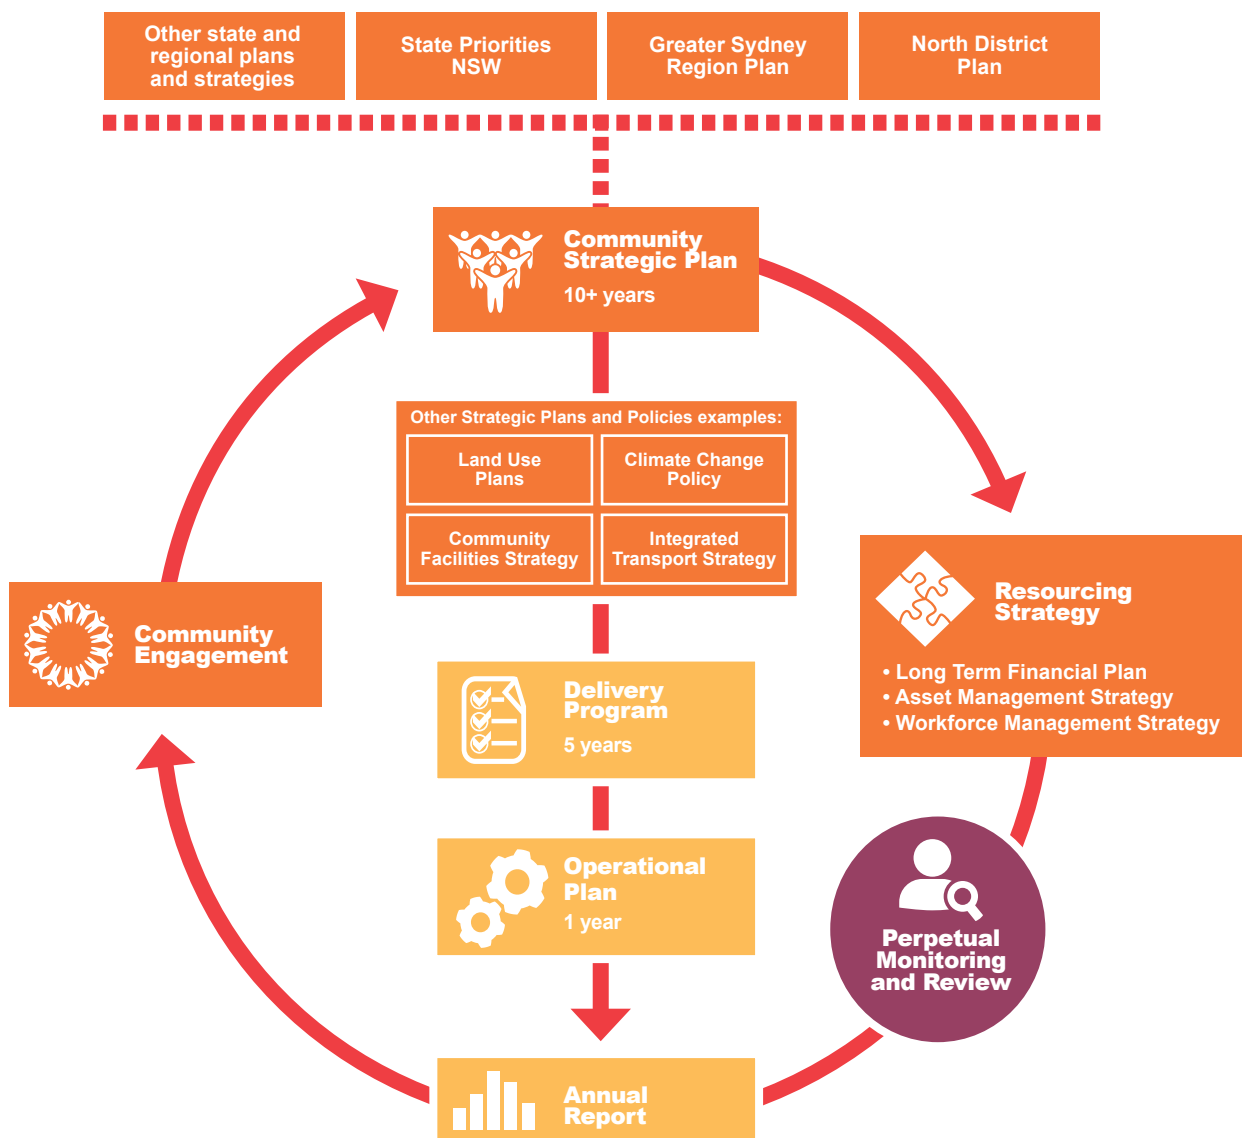 Other state and
regional plans
and strategies
State Priorities
NSW
Greater Sydney
Region Plan
North District
Plan
Community
Strategic Plan
10+ years
Other Strategic Plans and Policies examples:
Land Use
Plans
Climate Change
Policy
Community
Facilities Strategy
Integrated
Transport Strategy
Resourcing
Strategy
• Long Term Financial Plan
• Asset Management Strategy
• Workforce Management Strategy
Community
Engagement
Delivery
Program
5 years
Operational
Plan
1 year
Perpetual
Monitoring
and Review
Annual
Report